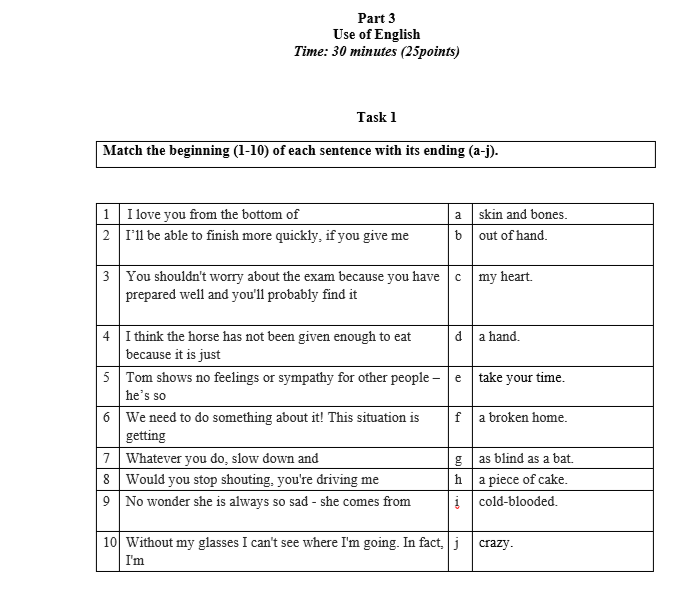 Part 3
Use of English
Time: 30 minutes (25points)
Task 1
Match the beginning (1-10) of each sentence with its ending (a-j).
1 I love you from the bottom of a skin and bones.
2 I'll be able to finish more quickly, if you give me b out of hand.
3 You shouldn't worry about the exam because you have c my heart.
prepared well and you'll probably find it
4 I think the horse has not been given enough to eat d a hand.
because it is just
5 Tom shows no feelings or sympathy for other people – e take your time.
he's so
6 We need to do something about it! This situation is f a broken home.
getting
7 Whatever you do, slow down and g as blind as a bat.
8 Would you stop shouting, you're driving me h a piece of cake.
9 No wonder she is always so sad - she comes from i cold-blooded.
10 Without my glasses I can't see where I'm going. In fact, j crazy.
I'm